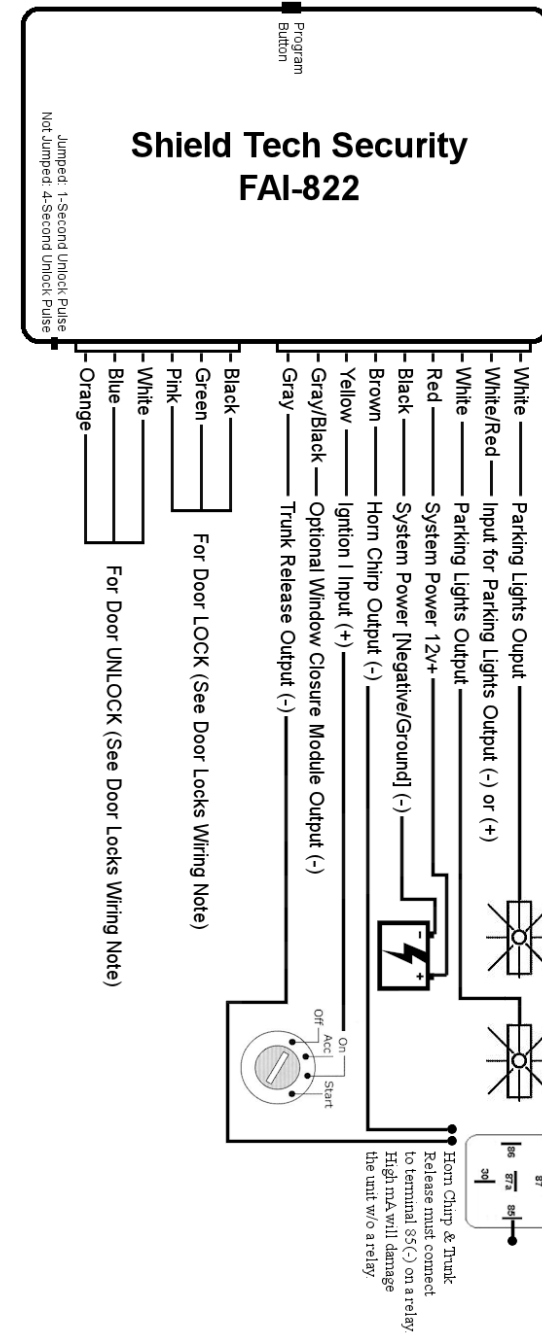 Program
Button
Shield Tech Security
FAI-822
Jumped: 1-Second Unlock Pulse
Not Jumped: 4-Second Unlock Pulse
White
Parking Lights Ouput
White/Red
Input for Parking Lights Output (-) or (+)
White
Parking Lights Output
Red
System Power 12v+
Black
System Power [Negative/Ground] (-)
Brown
Horn Chirp Output (-)
Yellow
Igntion I Input (+)
Gray/Black
Optional Window Closure Module Output (-)
Gray
Trunk Release Output (-)
Black
Green
Pink
For Door LOCK (See Door Locks Wiring Note)
White
Blue
Orange
For Door UNLOCK (See Door Locks Wiring Note)
- +
Off
Acc
On
Start
87
86
87a
85
30
Horn Chirp & Trunk
Release must connect
to terminal 85 (-) on a relay.
High mA will damage
the unit w/o a relay.